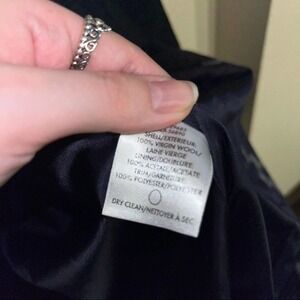 SHELL/EXTERIEUR
100% VIRGIN WOOL/
LAINE VIERGE
LINING/DOUBLURE
100% ACETATE/ACETATE
TRIM/GARNITURE
100% POLYESTER/POLYESTER
DRY CLEAN/NETTOYER À SEC